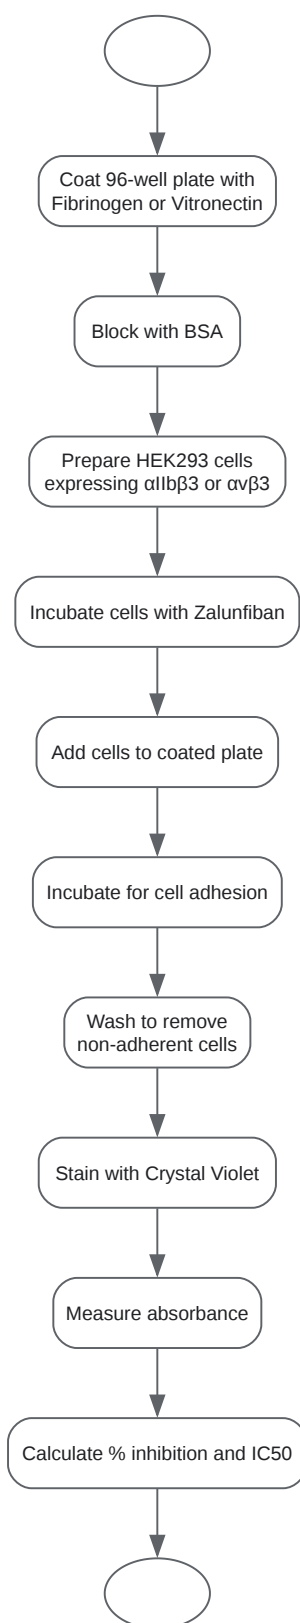 Coat 96-well plate with
Fibrinogen or Vitronectin
Block with BSA
Prepare HEK293 cells
expressing αIIbβ3 or αvβ3
Incubate cells with Zalunfiban
Add cells to coated plate
Incubate for cell adhesion
Wash to remove
non-adherent cells
Stain with Crystal Violet
Measure absorbance
Calculate % inhibition and IC50